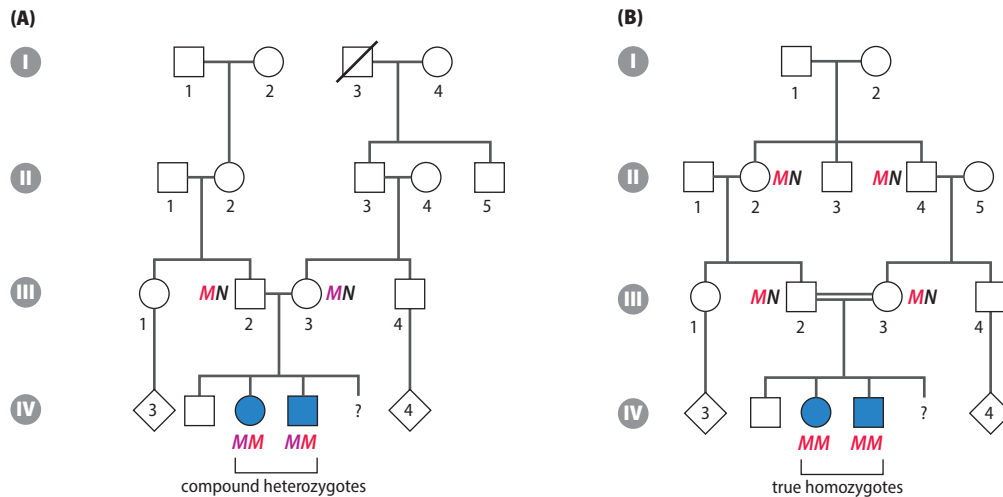 (A)
I
1 2 3 4
II
1 2 3 4 5
III
MN MN
1 2 3 4
IV
3 ? 4
MM MM
compound heterozygotes
(B)
I
1 2
II
MN MN
1 2 3 4 5
III
MN MN
1 2 3 4
IV
3 ? 4
MM MM
true homozygotes